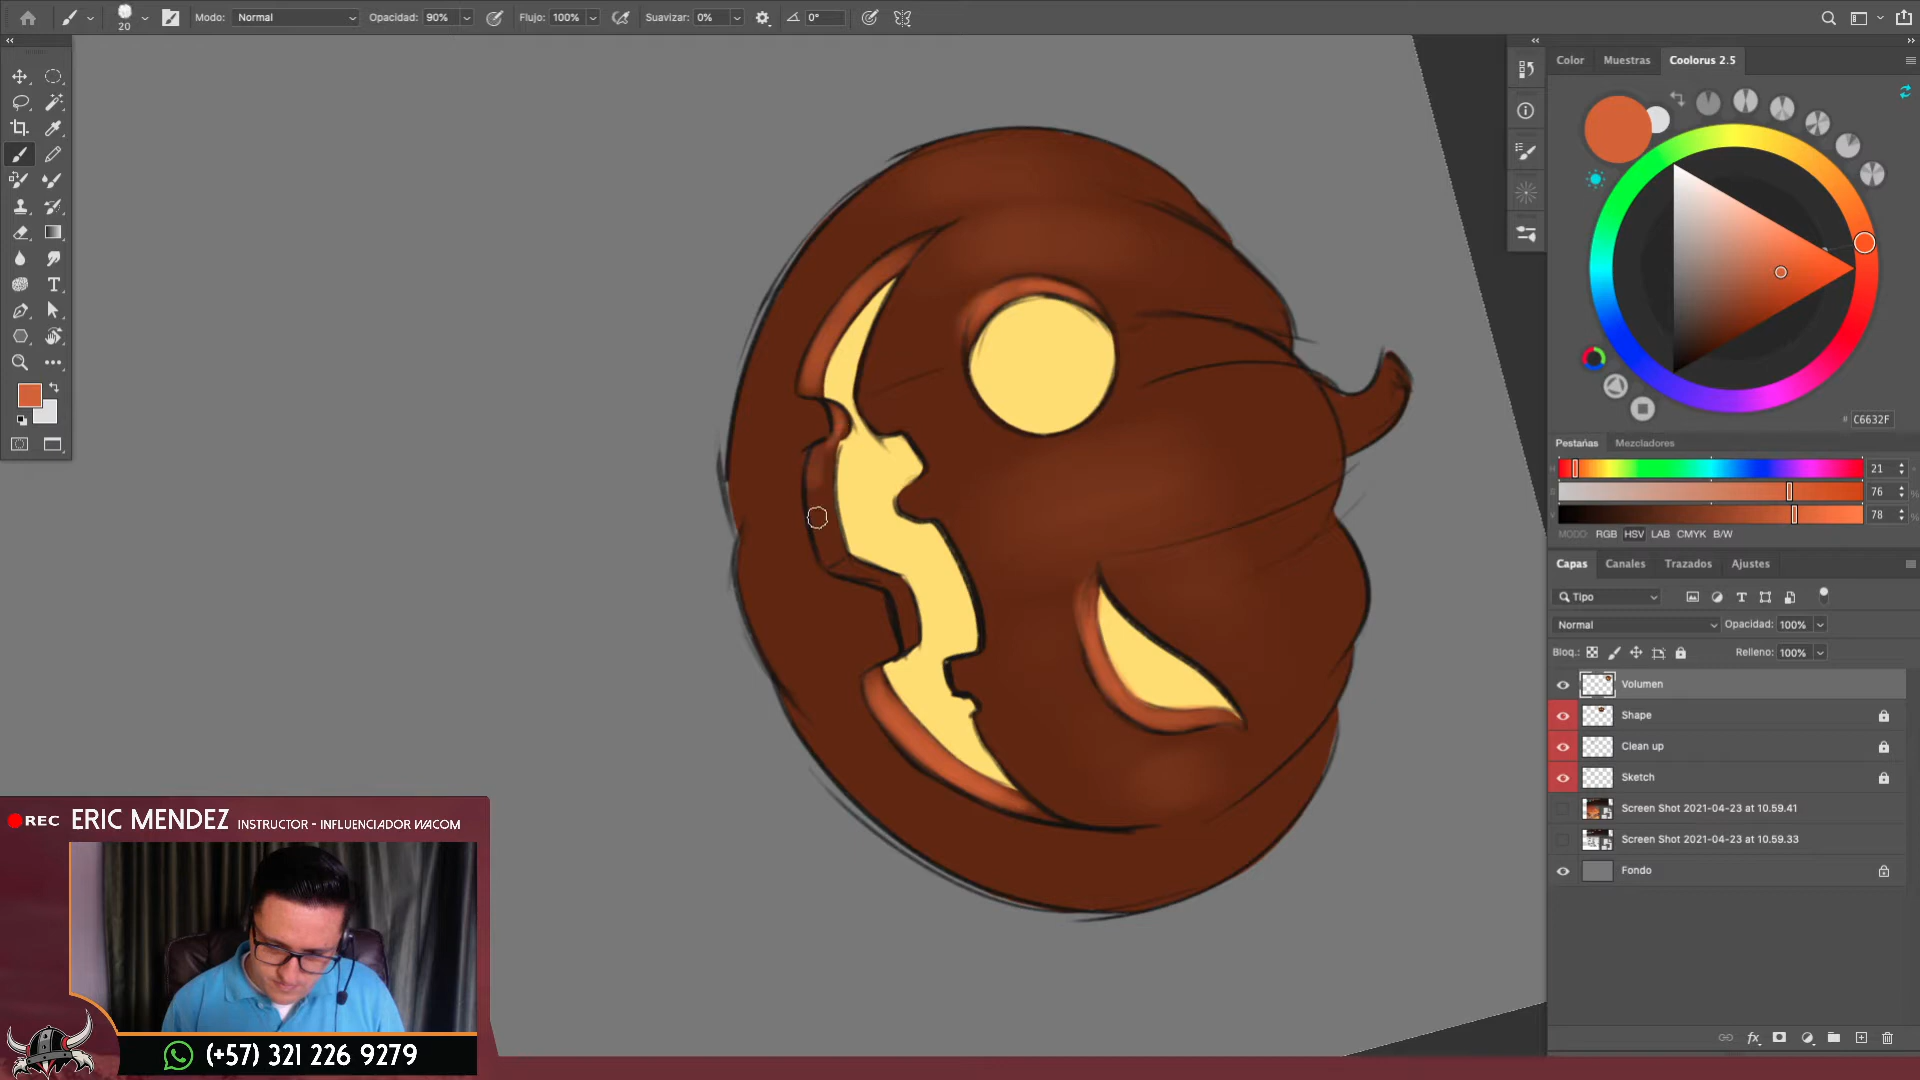 20
Modo: Normal
Opacidad: 90%
Flujo: 100%
Suavizar: 0%
0°
Color Muestras Coolorus 2.5
# C6632F
Pestañas Mezcladores
21
76
%
78
%
MODO: RGB HSV LAB CMYK B/W
Capas Canales Trazados Ajustes
Tipo
Normal Opacidad: 100%
Bloq.: Relleno: 100%
Volumen
Shape
Clean up
Sketch
Screen Shot 2021-04-23 at 10.59.41
Screen Shot 2021-04-23 at 10.59.33
Fondo
fx
REC ERIC MENDEZ INSTRUCTOR - INFLUENCIADOR WACOM
(+57) 321 226 9279